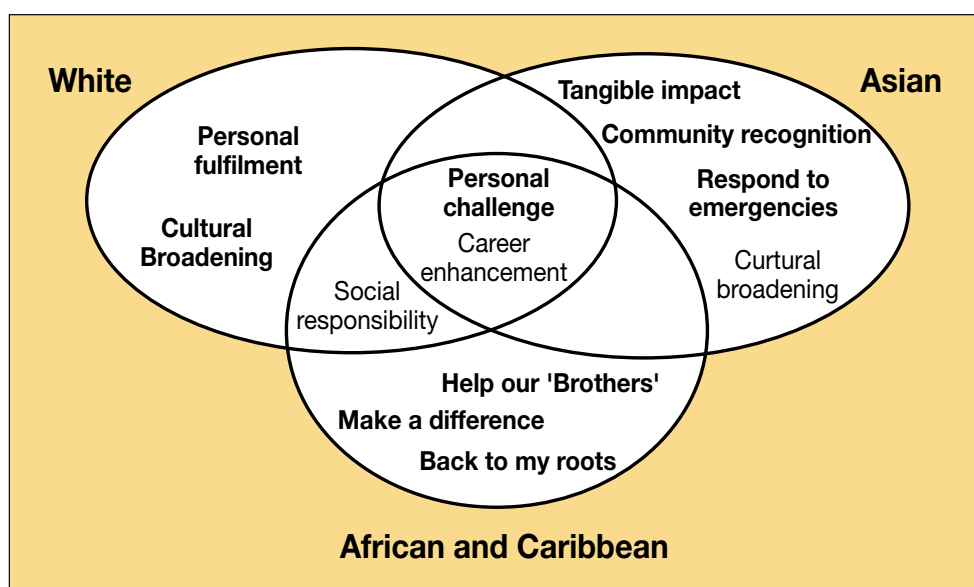 White
Asian
Tangible impact
Community recognition
Personal
fulfilment
Respond to
emergencies
Personal
challenge
Cultural
Broadening
Career
enhancement
Curtural
broadening
Social
responsibility
Help our 'Brothers'
Make a difference
Back to my roots
African and Caribbean